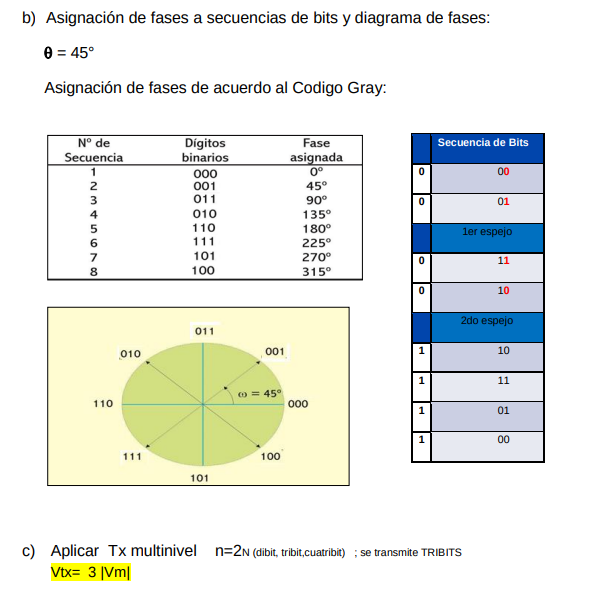 b) Asignación de fases a secuencias de bits y diagrama de fases:
θ = 45°
Asignación de fases de acuerdo al Codigo Gray:
Nº de Secuencia Dígitos binarios Fase asignada
1 000 0º
2 001 45º
3 011 90º
4 010 135º
5 110 180º
6 111 225º
7 101 270º
8 100 315º
Secuencia de Bits
0 00
0 01
1er espejo
0 11
0 10
2do espejo
1 10
1 11
1 01
1 00
011
010 001
ω = 45º
110 000
111 100
101
c) Aplicar Tx multinivel n=2N (dibit, tribit,cuatribit) ; se transmite TRIBITS
Vtx= 3 |Vm|